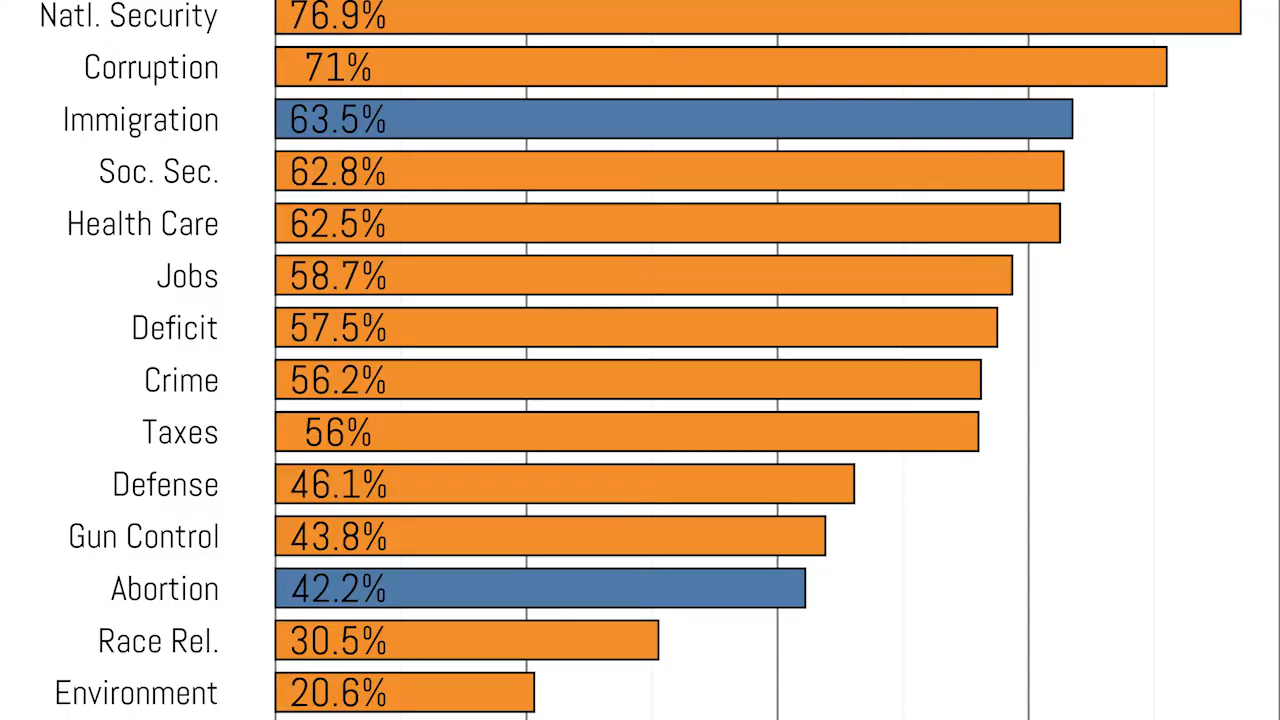 Natl. Security 76.9%
Corruption 71%
Immigration 63.5%
Soc. Sec. 62.8%
Health Care 62.5%
Jobs 58.7%
Deficit 57.5%
Crime 56.2%
Taxes 56%
Defense 46.1%
Gun Control 43.8%
Abortion 42.2%
Race Rel. 30.5%
Environment 20.6%